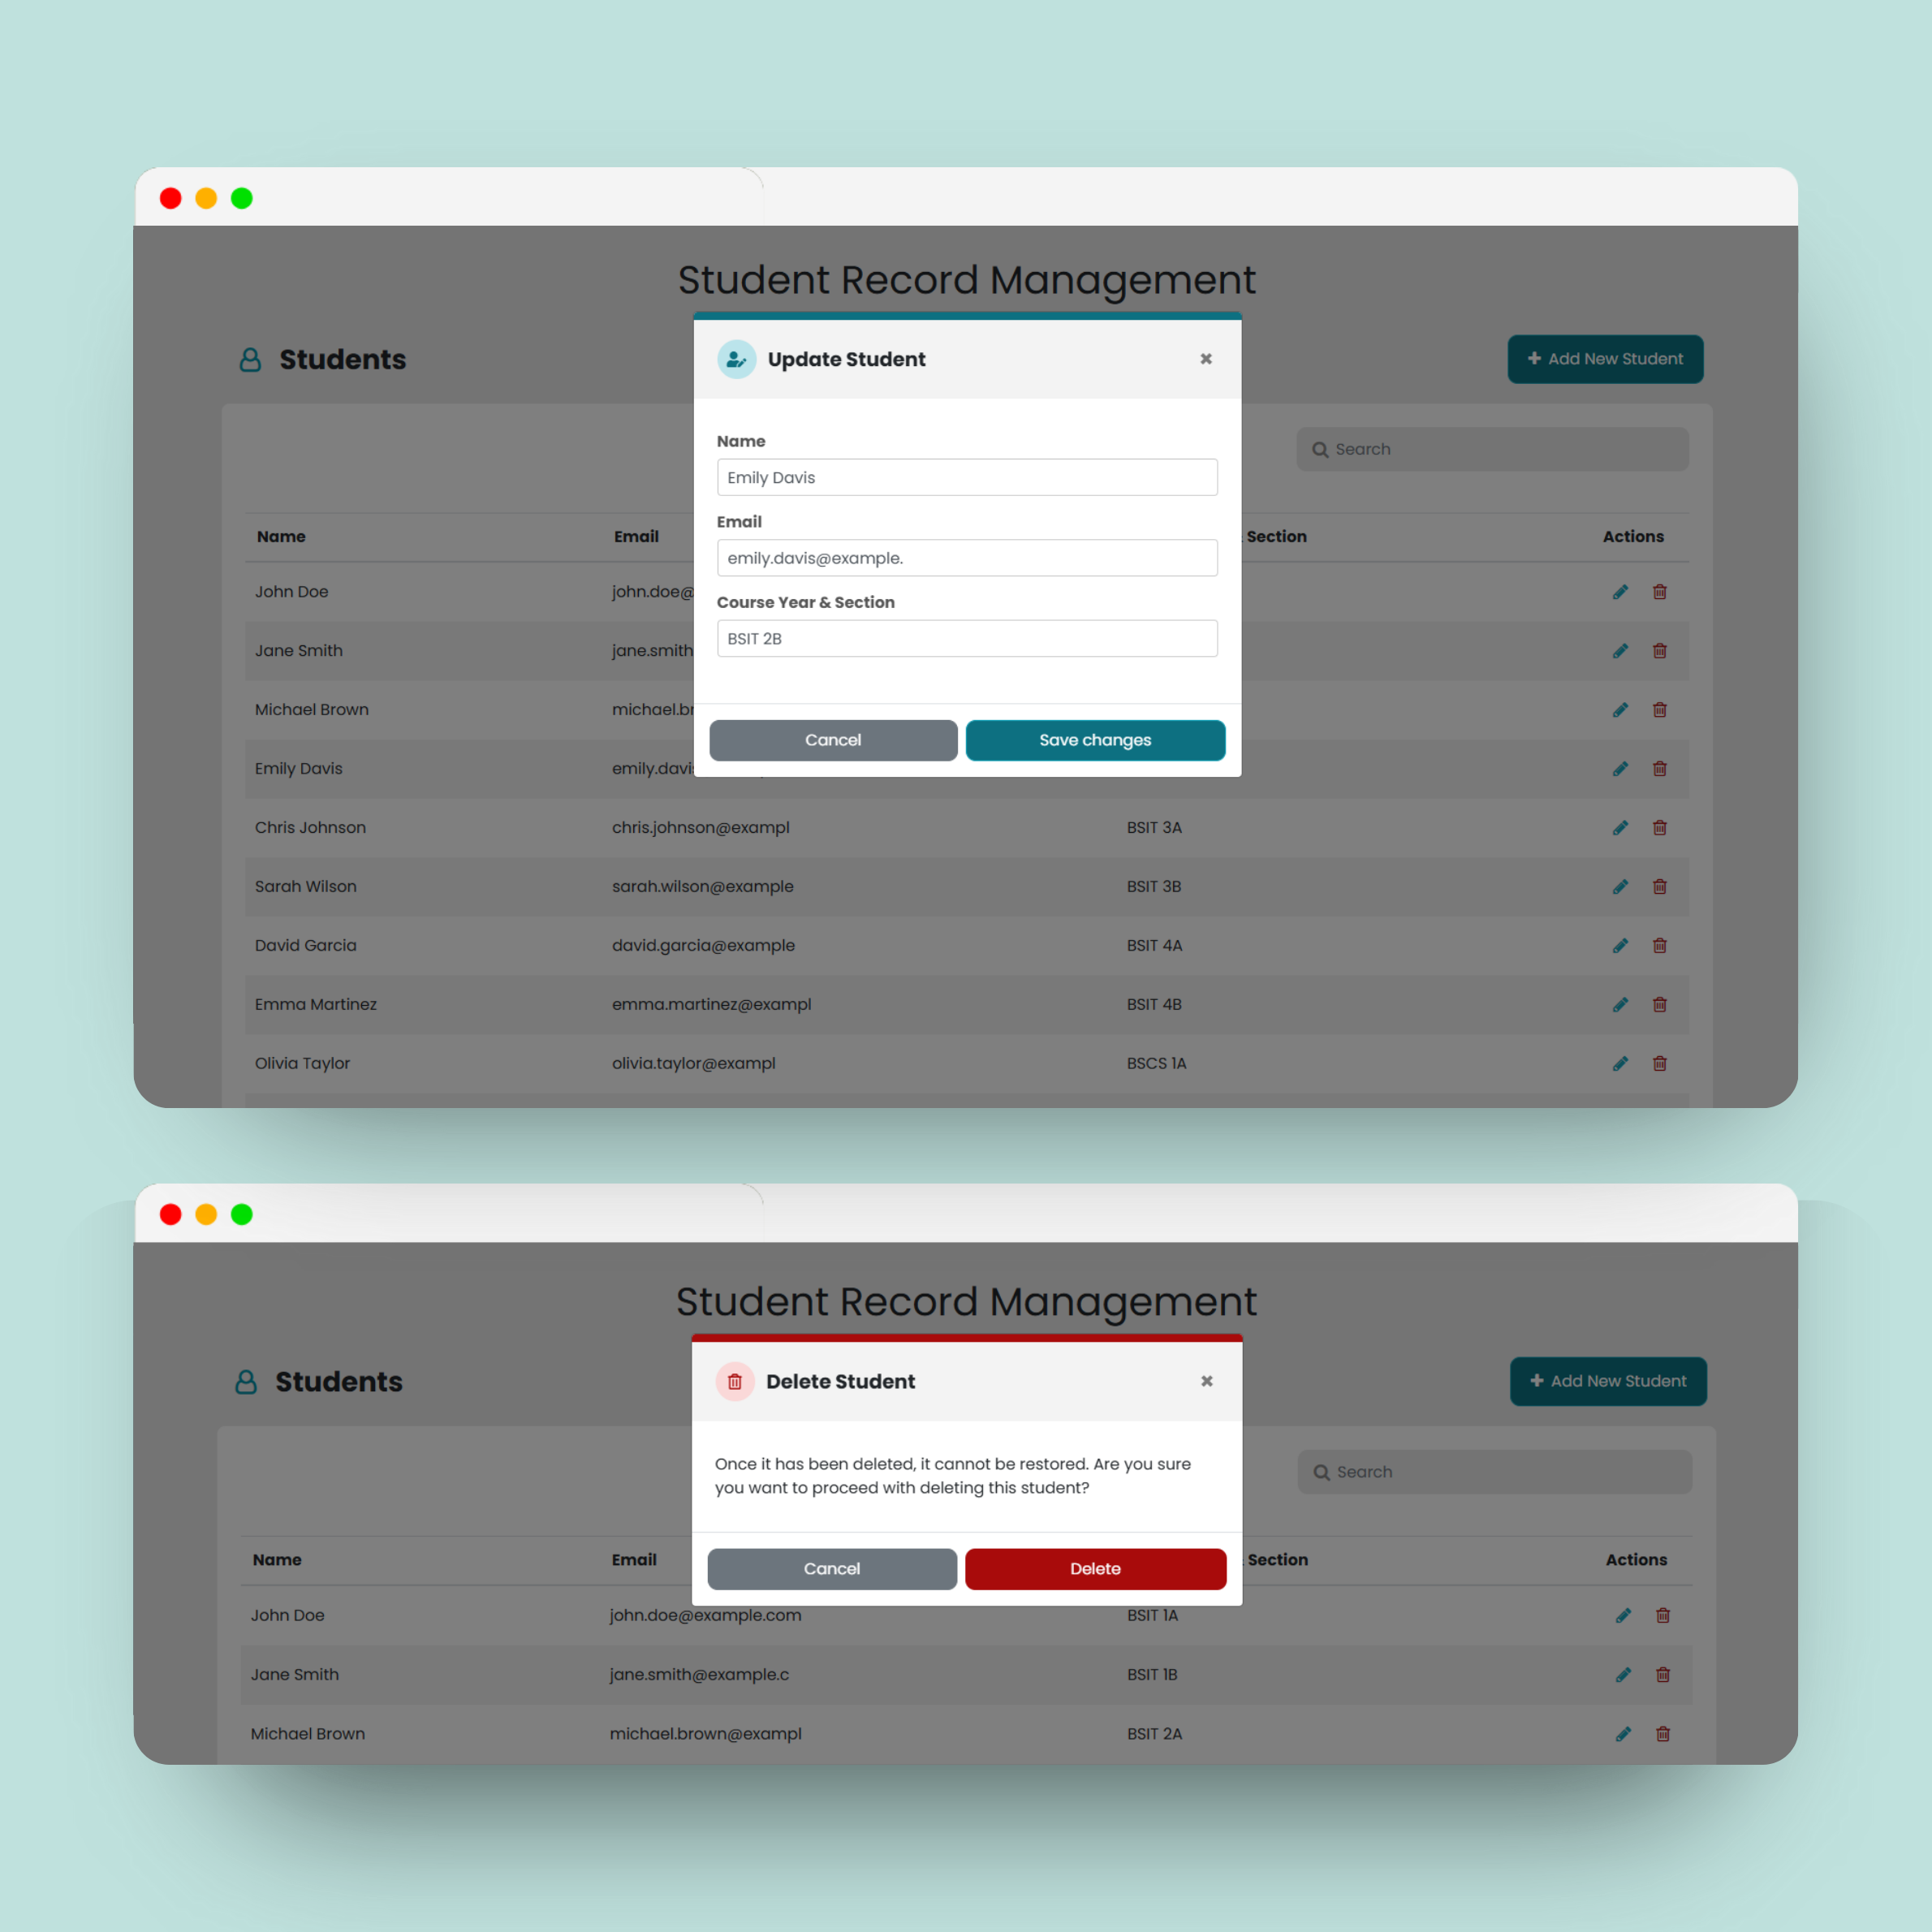 Student Record Management
Students
Add New Student
Update Student
Search
Name
Emily Davis
Email
emily.davis@example.
Course Year & Section
BSIT 2B
Cancel Save changes
Name Email Section Actions
John Doe john.doe@
Jane Smith jane.smith
Michael Brown michael.br
Emily Davis emily.davi
Chris Johnson chris.johnson@exampl BSIT 3A
Sarah Wilson sarah.wilson@example BSIT 3B
David Garcia david.garcia@example BSIT 4A
Emma Martinez emma.martinez@exampl BSIT 4B
Olivia Taylor olivia.taylor@exampl BSCS 1A
Student Record Management
Students
Add New Student
Delete Student
Search
Once it has been deleted, it cannot be restored. Are you sure
you want to proceed with deleting this student?
Cancel Delete
Name Email Section Actions
John Doe john.doe@example.com BSIT 1A
Jane Smith jane.smith@example.c BSIT 1B
Michael Brown michael.brown@exampl BSIT 2A